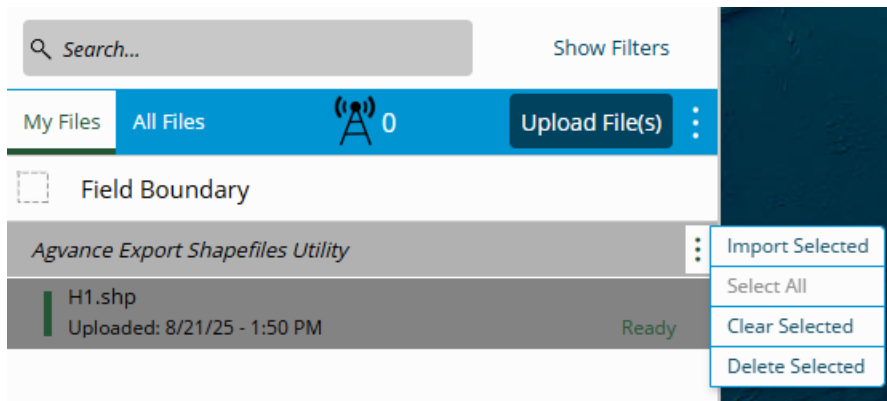 Search...
Show Filters
My Files
All Files
0
Upload File(s)
Field Boundary
Agvance Export Shapefiles Utility
Import Selected
Select All
Clear Selected
Delete Selected
H1.shp
Uploaded: 8/21/25 - 1:50 PM
Ready